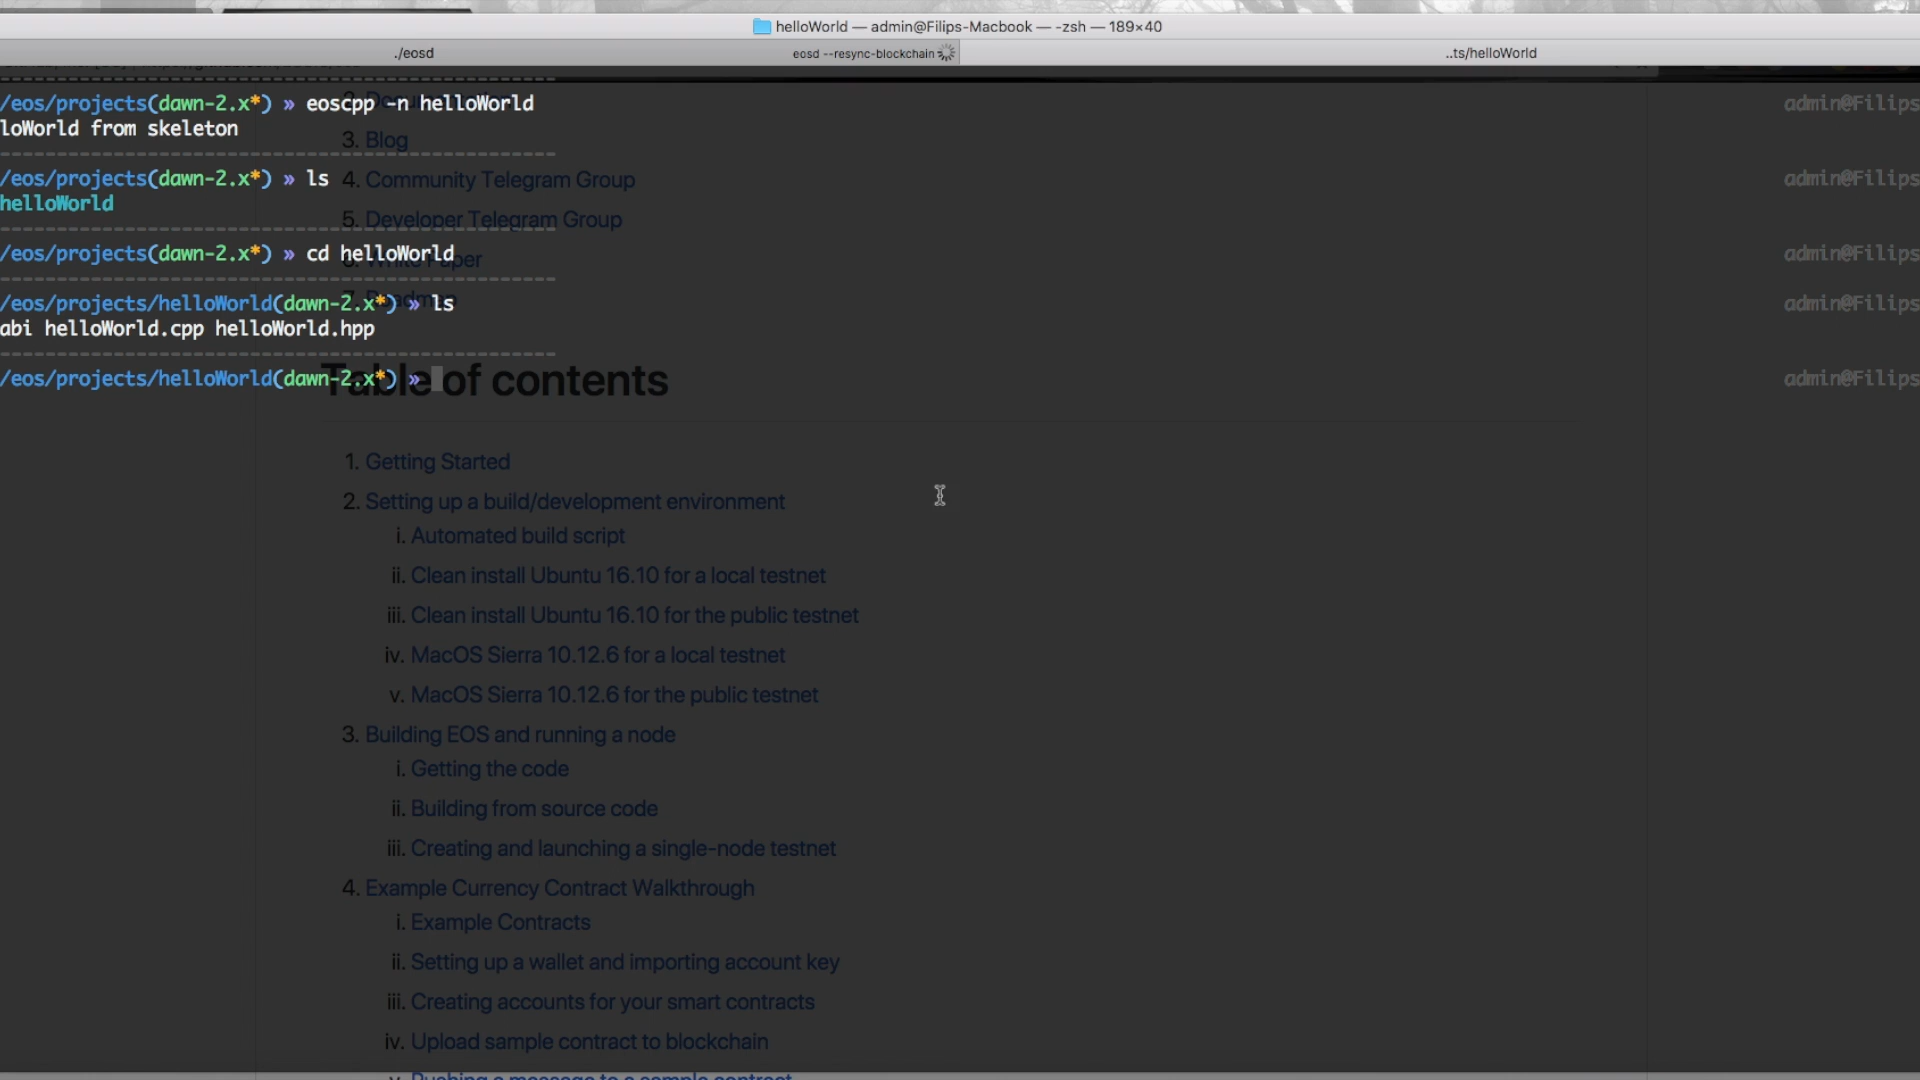 helloWorld — admin@Filips-Macbook — -zsh — 189×40
./eosd
eosd --resync-blockchain
..ts/helloWorld
/eos/projects(dawn-2.x*) » eoscpp -n helloWorld
admin@Filips
loWorld from skeleton
3. Blog
/eos/projects(dawn-2.x*) » ls
4. Community Telegram Group
admin@Filips
helloWorld
5. Developer Telegram Group
/eos/projects(dawn-2.x*) » cd helloWorld
admin@Filips
/eos/projects/helloWorld(dawn-2.x*) » ls
admin@Filips
abi helloWorld.cpp helloWorld.hpp
/eos/projects/helloWorld(dawn-2.x*) »
Table of contents
admin@Filips
1. Getting Started
2. Setting up a build/development environment
i. Automated build script
ii. Clean install Ubuntu 16.10 for a local testnet
iii. Clean install Ubuntu 16.10 for the public testnet
iv. MacOS Sierra 10.12.6 for a local testnet
v. MacOS Sierra 10.12.6 for the public testnet
3. Building EOS and running a node
i. Getting the code
ii. Building from source code
iii. Creating and launching a single-node testnet
4. Example Currency Contract Walkthrough
i. Example Contracts
ii. Setting up a wallet and importing account key
iii. Creating accounts for your smart contracts
iv. Upload sample contract to blockchain
v. Pushing a message to a sample contract